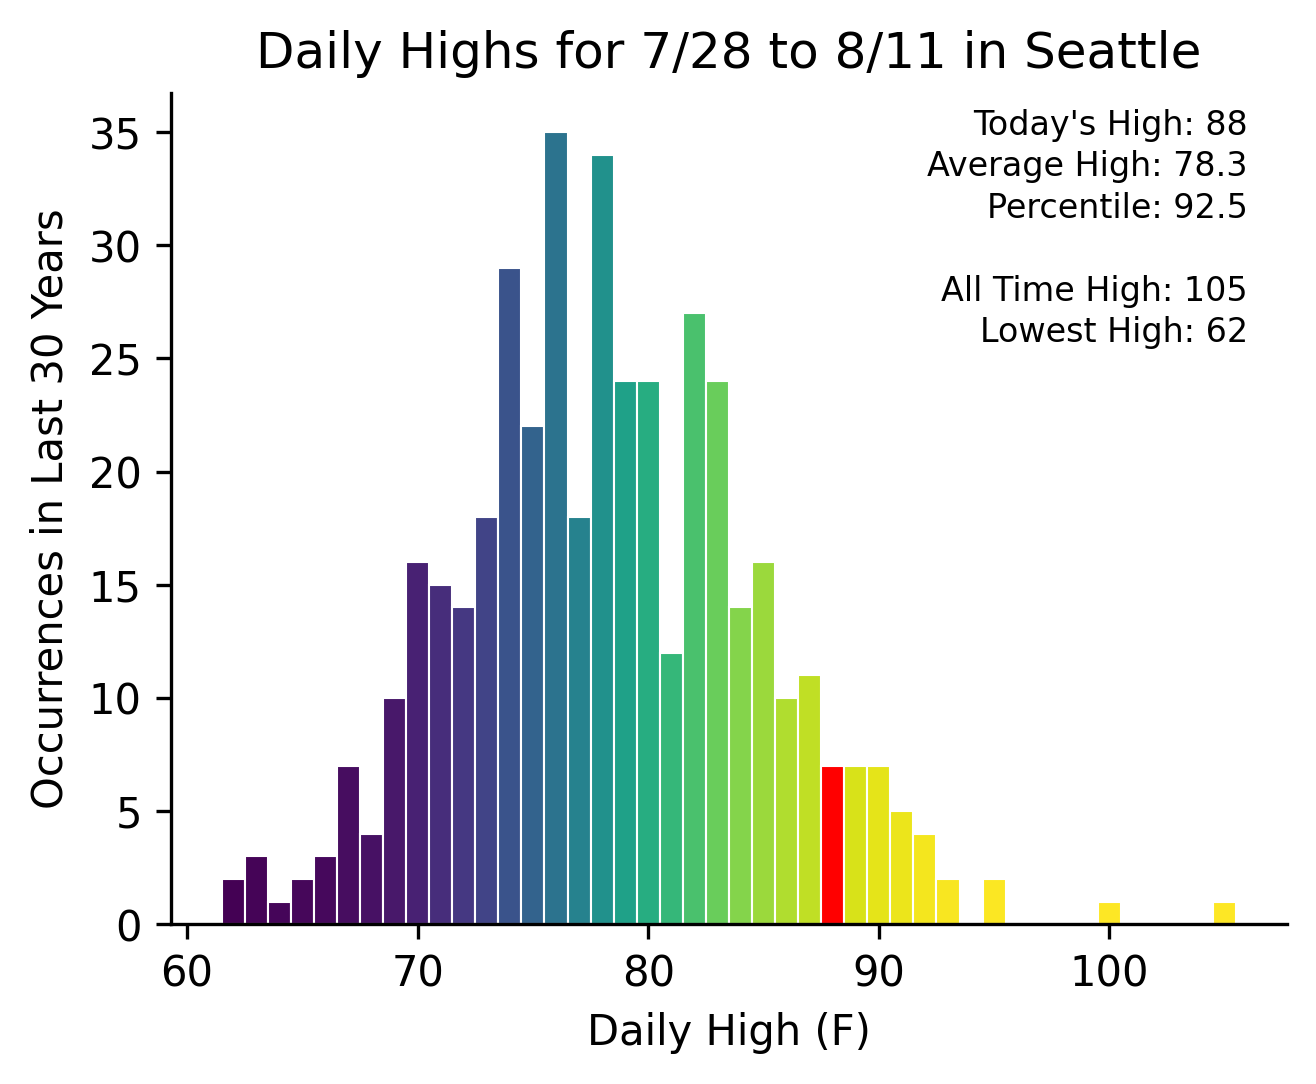 Daily Highs for 7/28 to 8/11 in Seattle
Today's High: 88
Average High: 78.3
Percentile: 92.5
All Time High: 105
Lowest High: 62
Occurrences in Last 30 Years
35
30
25
20
15
10
5
0
60 70 80 90 100
Daily High (F)